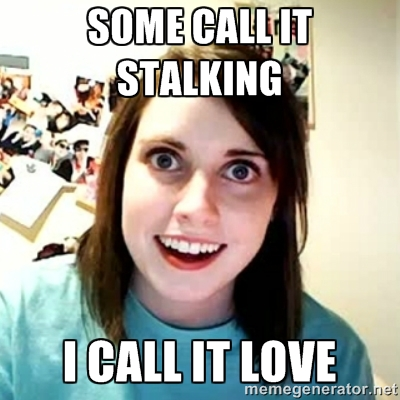 SOME CALL IT
STALKING
I CALL IT LOVE
memegenerator.net